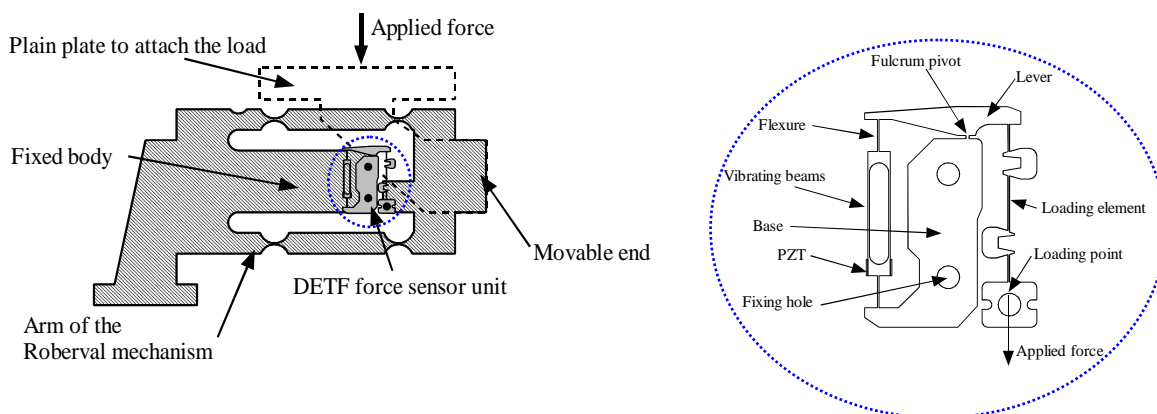 Applied force
Plain plate to attach the load
Fixed body
Movable end
DETF force sensor unit
Arm of the
Roberval mechanism
Fulcrum pivot
Lever
Flexure
Vibrating beams
Loading element
Base
PZT
Loading point
Fixing hole
Applied force